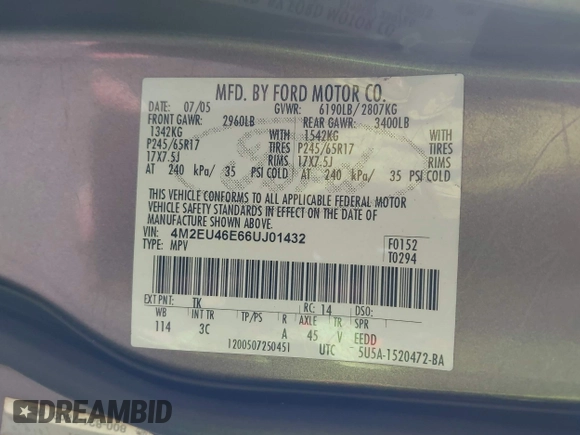 MFD. BY FORD MOTOR CO.
DATE: 07/05 GVWR: 6190LB/2807KG
FRONT GAWR: 2960LB REAR GAWR: 3400LB
1342KG WITH 1542KG WITH
P245/65R17 TIRES P245/65R17 TIRES
17X7.5J RIMS 17X7.5J RIMS
AT 240 kPa/ 35 PSI COLD AT 240 kPa/ 35 PSI COLD
THIS VEHICLE CONFORMS TO ALL APPLICABLE FEDERAL MOTOR
VEHICLE SAFETY STANDARDS IN EFFECT ON THE DATE OF
MANUFACTURE SHOWN ABOVE.
VIN: 4M2EU46E66UJ01432 F0152
TYPE: MPV T0294
EXT PNT: TK RC: 14 DSO:
WB INT TR TP/PS R AXLE TR SPR
114 3C A 45 V EEDD
1200507250451 UTC 5U5A-1520472-BA
DREAMBID